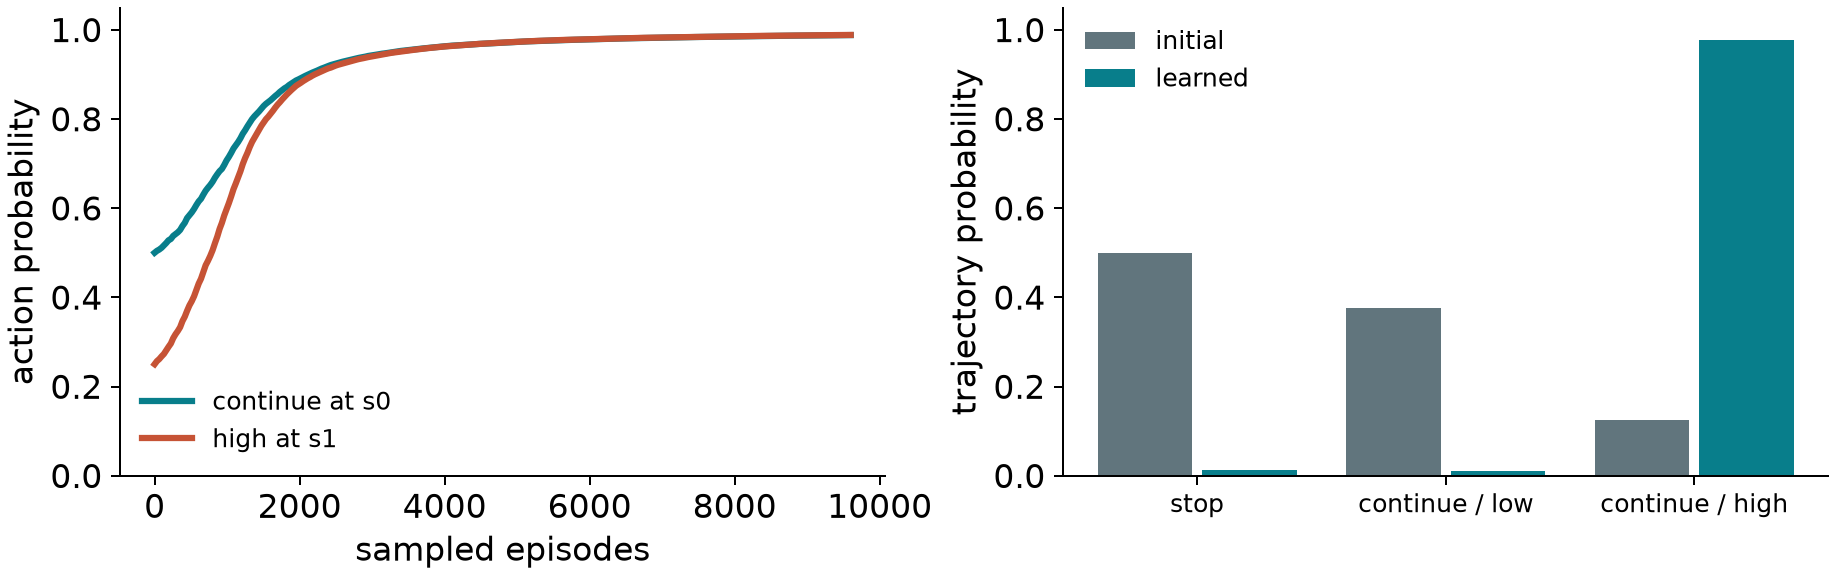 action probability
1.0
0.8
0.6
0.4
0.2
0.0
continue at s0
high at s1
0 2000 4000 6000 8000 10000
sampled episodes
trajectory probability
1.0
0.8
0.6
0.4
0.2
0.0
initial
learned
stop continue / low continue / high